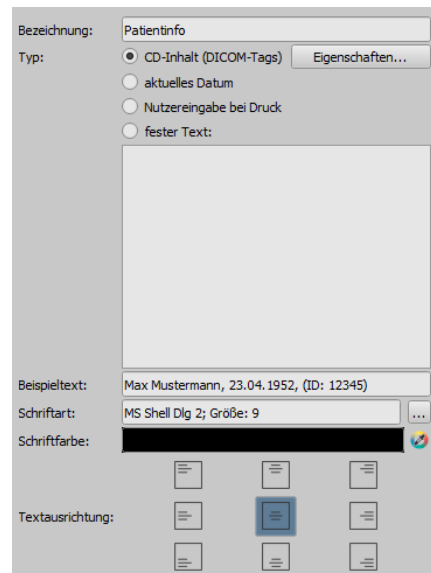 Bezeichnung: Patientinfo
Typ: CD-Inhalt (DICOM-Tags) Eigenschaften...
aktuelles Datum
Nutzereingabe bei Druck
fester Text:
Beispieltext: Max Mustermann, 23.04.1952, (ID: 12345)
Schriftart: MS Shell Dlg 2; Größe: 9 ...
Schriftfarbe:
Textausrichtung: